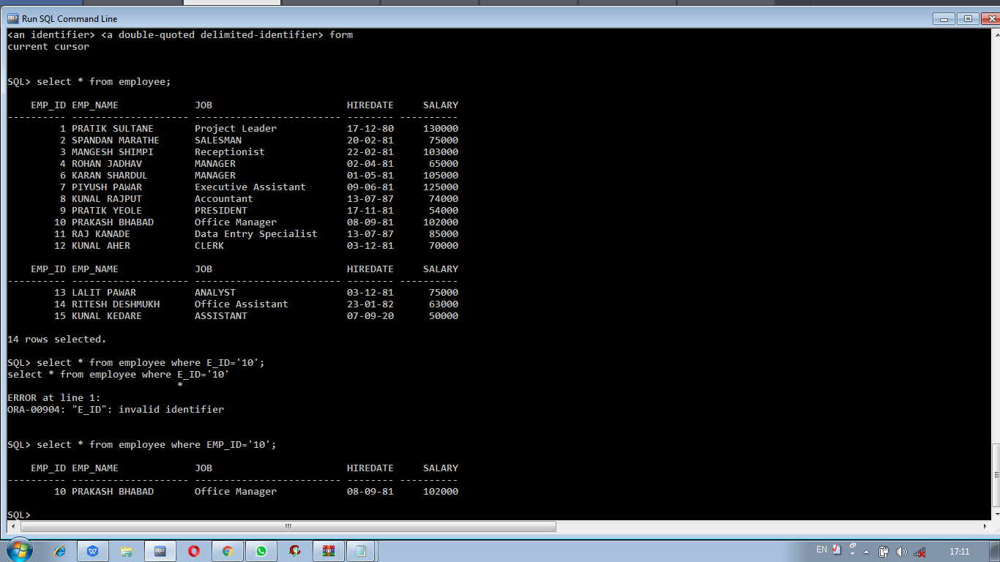 Run SQL Command Line
<an identifier> <a double-quoted delimited-identifier> form
current cursor
SQL> select * from employee;
    EMP_ID EMP_NAME             JOB                       HIREDATE     SALARY
---------- -------------------- ------------------------- -------- ----------
         1 PRATIK SULTANE       Project Leader            17-12-80     130000
         2 SPANDAN MARATHE      SALESMAN                  20-02-81      75000
         3 MANGESH SHIMPI       Receptionist              22-02-81     103000
         4 ROHAN JADHAV         MANAGER                   02-04-81      65000
         6 KARAN SHARDUL        MANAGER                   01-05-81     105000
         7 PIYUSH PAWAR         Executive Assistant       09-06-81     125000
         8 KUNAL RAJPUT         Accountant                13-07-87      74000
         9 PRATIK YEOLE         PRESIDENT                 17-11-81      54000
        10 PRAKASH BHABAD       Office Manager            08-09-81     102000
        11 RAJ KANADE           Data Entry Specialist     13-07-87      85000
        12 KUNAL AHER           CLERK                     03-12-81      70000
    EMP_ID EMP_NAME             JOB                       HIREDATE     SALARY
---------- -------------------- ------------------------- -------- ----------
        13 LALIT PAWAR          ANALYST                   03-12-81      75000
        14 RITESH DESHMUKH      Office Assistant          23-01-82      63000
        15 KUNAL KEDARE         ASSISTANT                 07-09-20      50000
14 rows selected.
SQL> select * from employee where E_ID='10';
select * from employee where E_ID='10'
                             *
ERROR at line 1:
ORA-00904: "E_ID": invalid identifier
SQL> select * from employee where EMP_ID='10';
    EMP_ID EMP_NAME             JOB                       HIREDATE     SALARY
---------- -------------------- ------------------------- -------- ----------
        10 PRAKASH BHABAD       Office Manager            08-09-81     102000
SQL>
EN
17:11